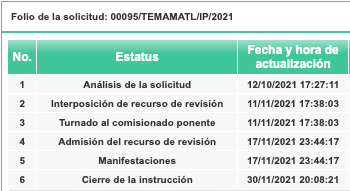 Folio de la solicitud: 00095/TEMAMATL/IP/2021
No. Estatus Fecha y hora de actualización
1 Análisis de la solicitud 12/10/2021 17:27:11
2 Interposición de recurso de revisión 11/11/2021 17:38:03
3 Turnado al comisionado ponente 11/11/2021 17:38:03
4 Admisión del recurso de revisión 17/11/2021 23:44:17
5 Manifestaciones 17/11/2021 23:44:17
6 Cierre de la instrucción 30/11/2021 20:08:21